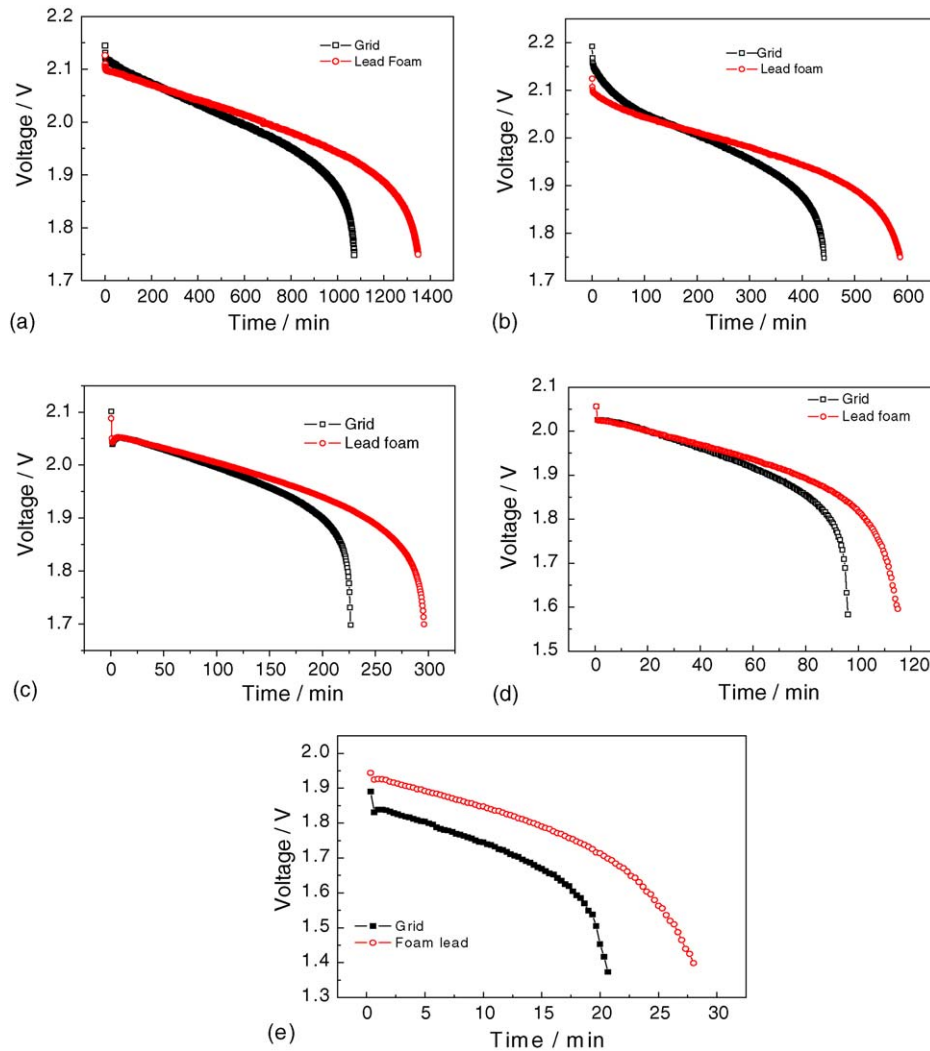 2.2
2.1
2.0
1.9
1.8
1.7
Voltage / V
Grid
Lead Foam
0 200 400 600 800 1000 1200 1400
Time / min
(a)
2.2
2.1
2.0
1.9
1.8
1.7
Voltage / V
Grid
Lead foam
0 100 200 300 400 500 600
Time / min
(b)
2.1
2.0
1.9
1.8
1.7
Voltage / V
Grid
Lead foam
0 50 100 150 200 250 300
Time / min
(c)
2.1
2.0
1.9
1.8
1.7
1.6
1.5
Voltage / V
Grid
Lead foam
0 20 40 60 80 100 120
Time / min
(d)
2.0
1.9
1.8
1.7
1.6
1.5
1.4
1.3
Voltage / V
Grid
Foam lead
0 5 10 15 20 25 30
Time / min
(e)